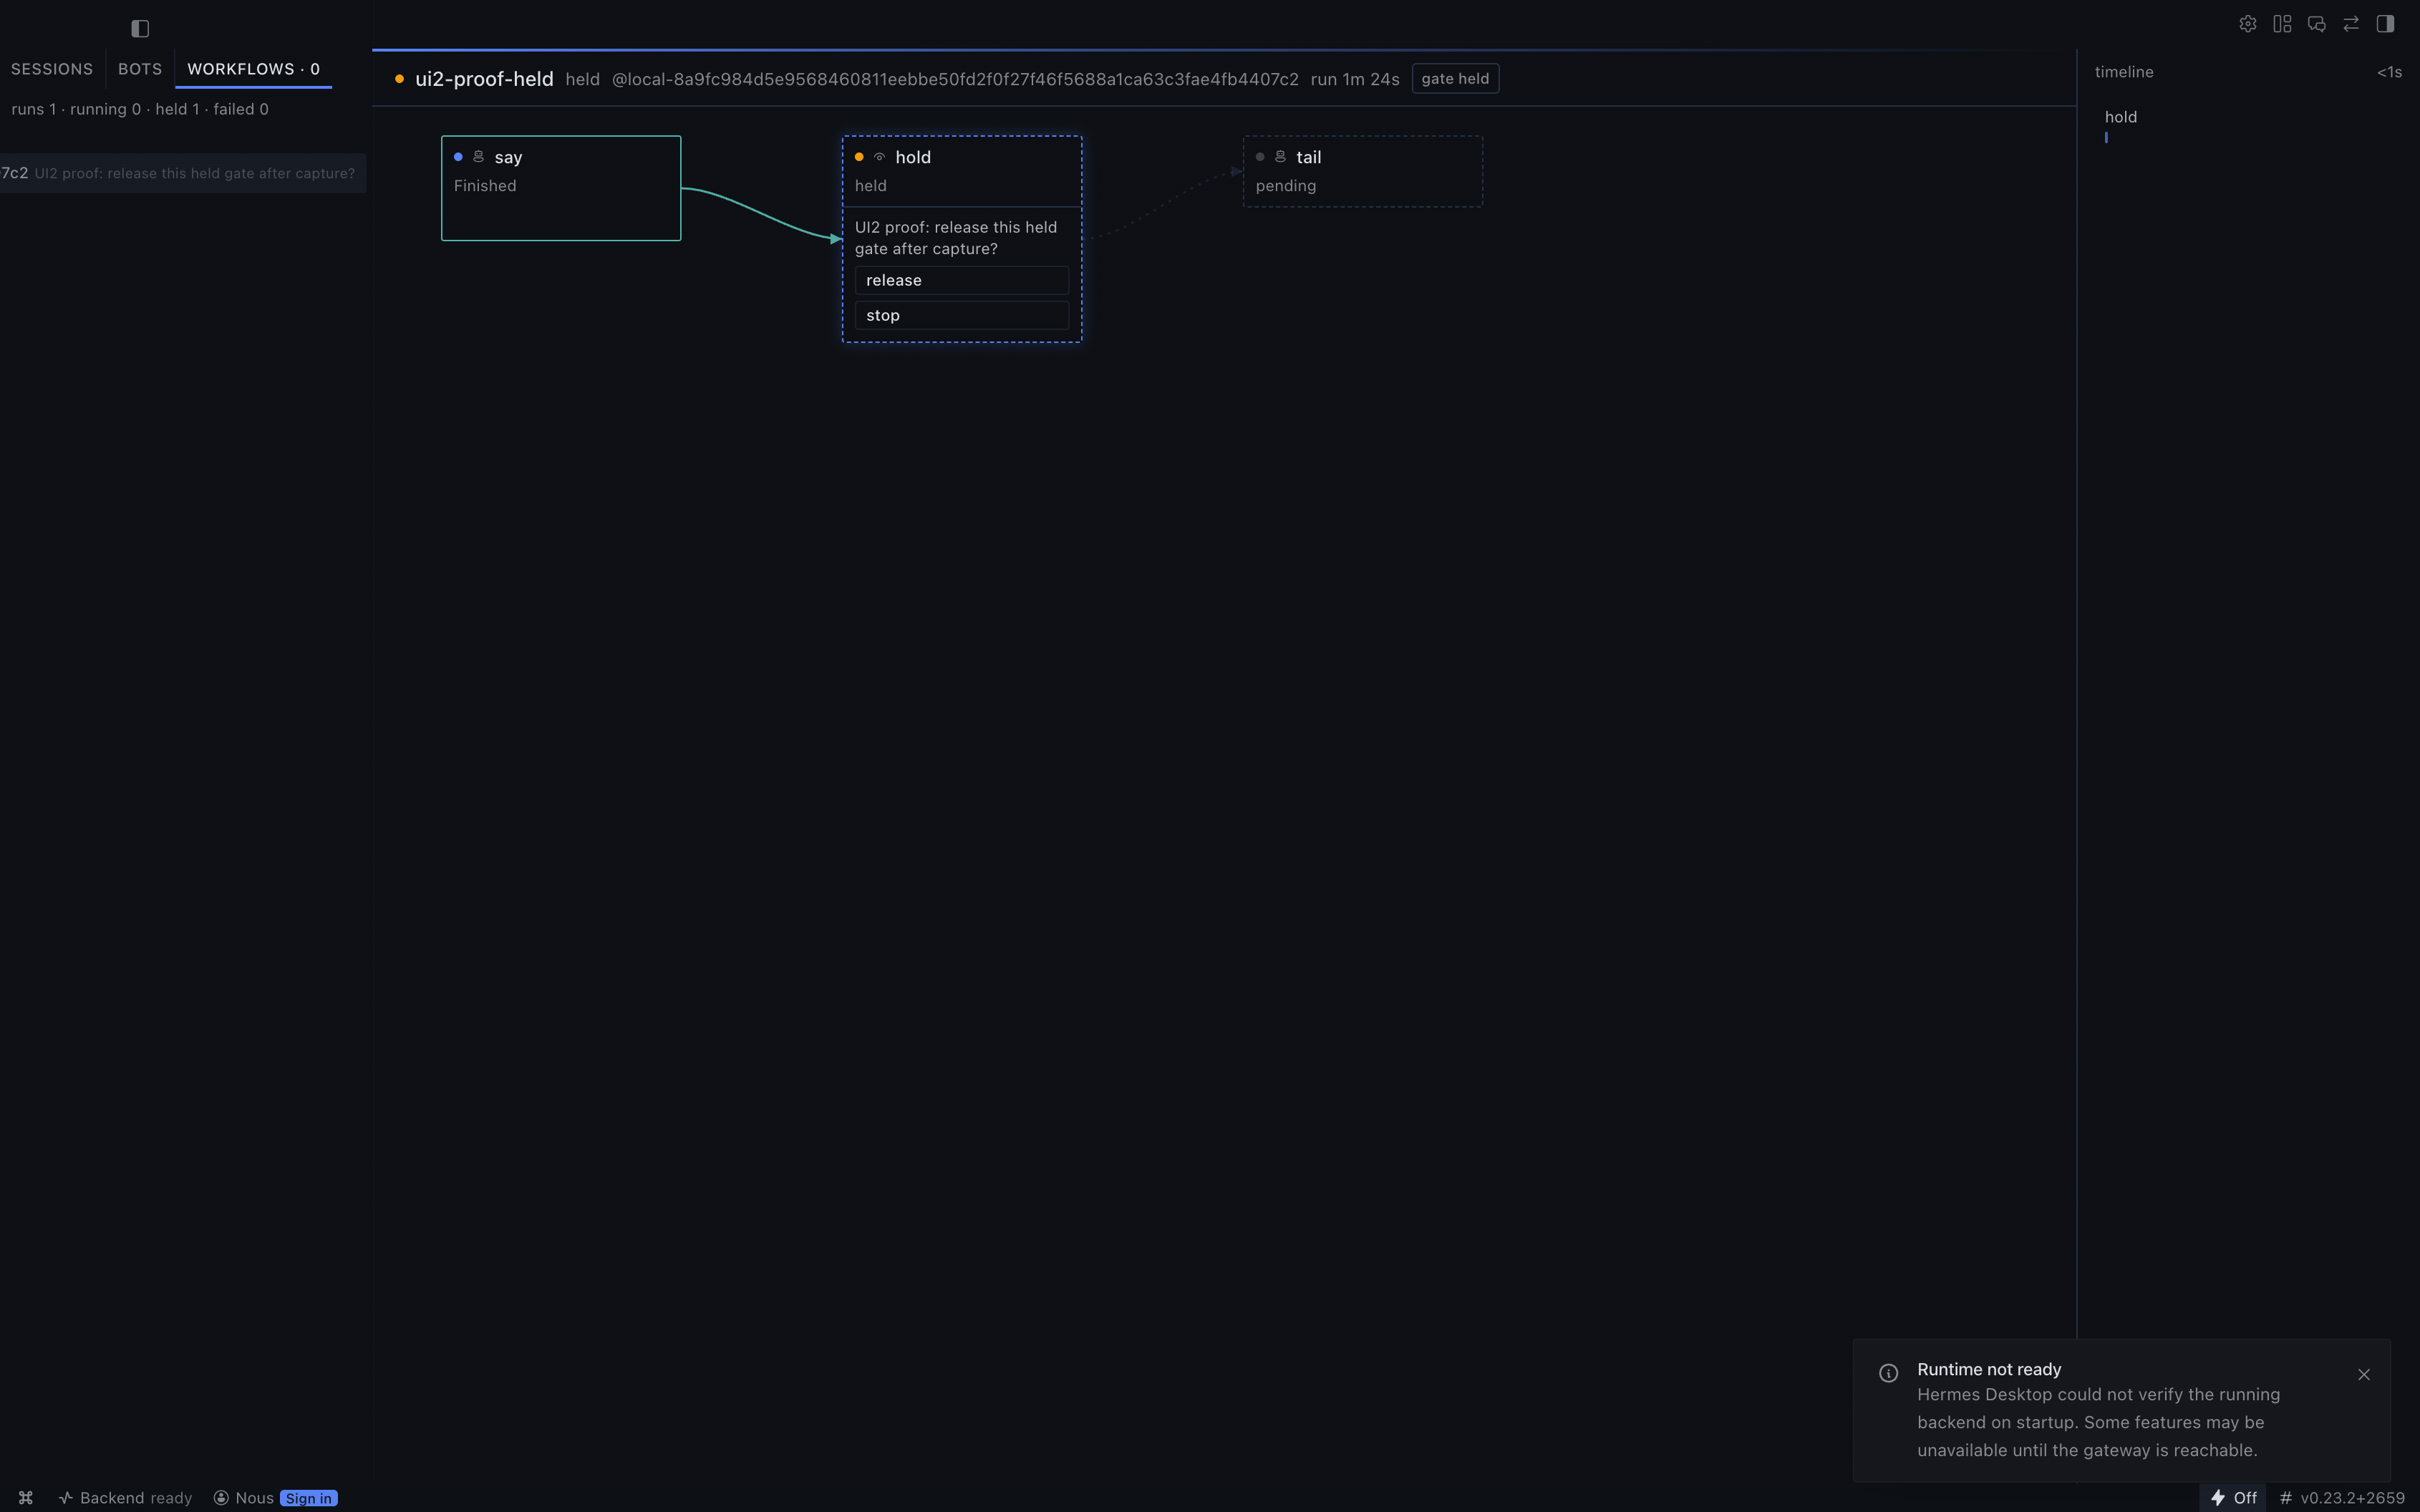 SESSIONS
BOTS
WORKFLOWS · 0
runs 1 · running 0 · held 1 · failed 0
7c2 UI2 proof: release this held gate after capture?
ui2-proof-held held @local-8a9fc984d5e9568460811eebbe50fd2f0f27f46f5688a1ca63c3fae4fb4407c2 run 1m 24s gate held
say
Finished
hold
held
UI2 proof: release this held
gate after capture?
release
stop
tail
pending
timeline <1s
hold
Runtime not ready
Hermes Desktop could not verify the running
backend on startup. Some features may be
unavailable until the gateway is reachable.
Backend ready
Nous Sign in
Off
# v0.23.2+2659